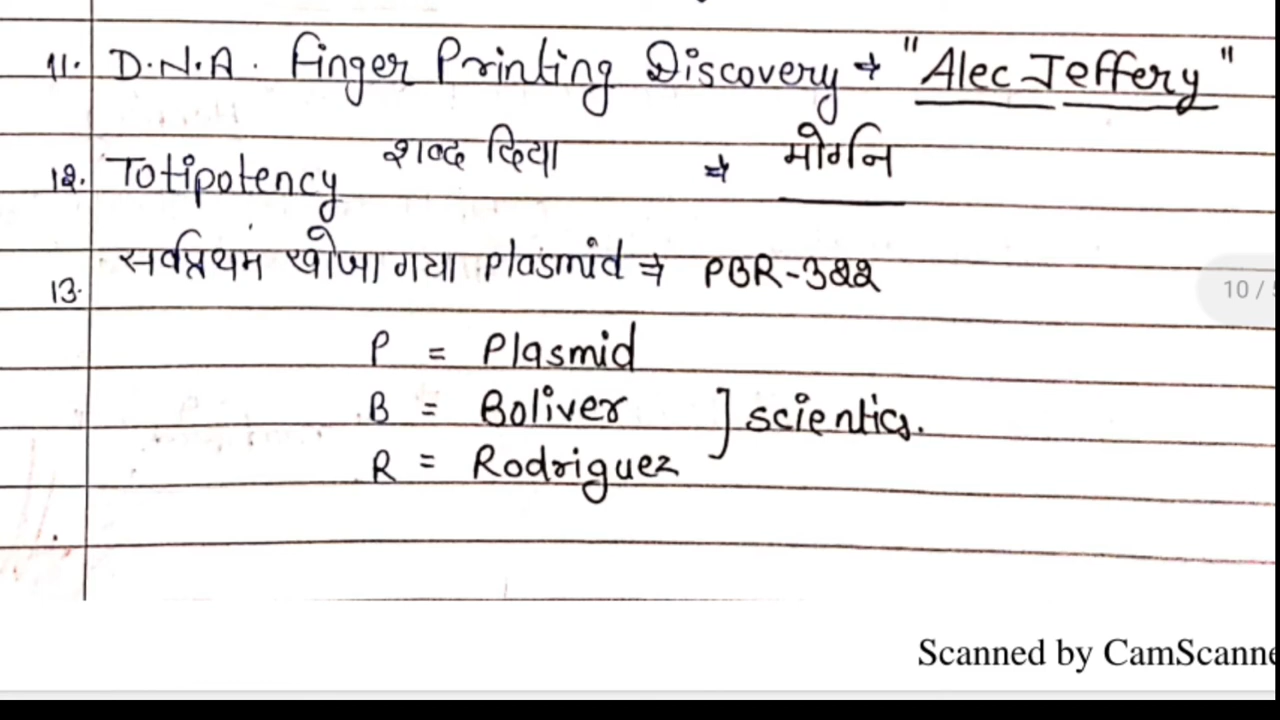 11. D.N.A. Finger Printing Discovery → "Alec Jeffery"
12. Totipotency शब्द दिया ⇒ मोर्गन
13. सर्वप्रथम खोजा गया plasmid ⇒ PBR-322
P = Plasmid
B = Boliver ] scientics.
R = Rodriguez
10 /
Scanned by CamScanne